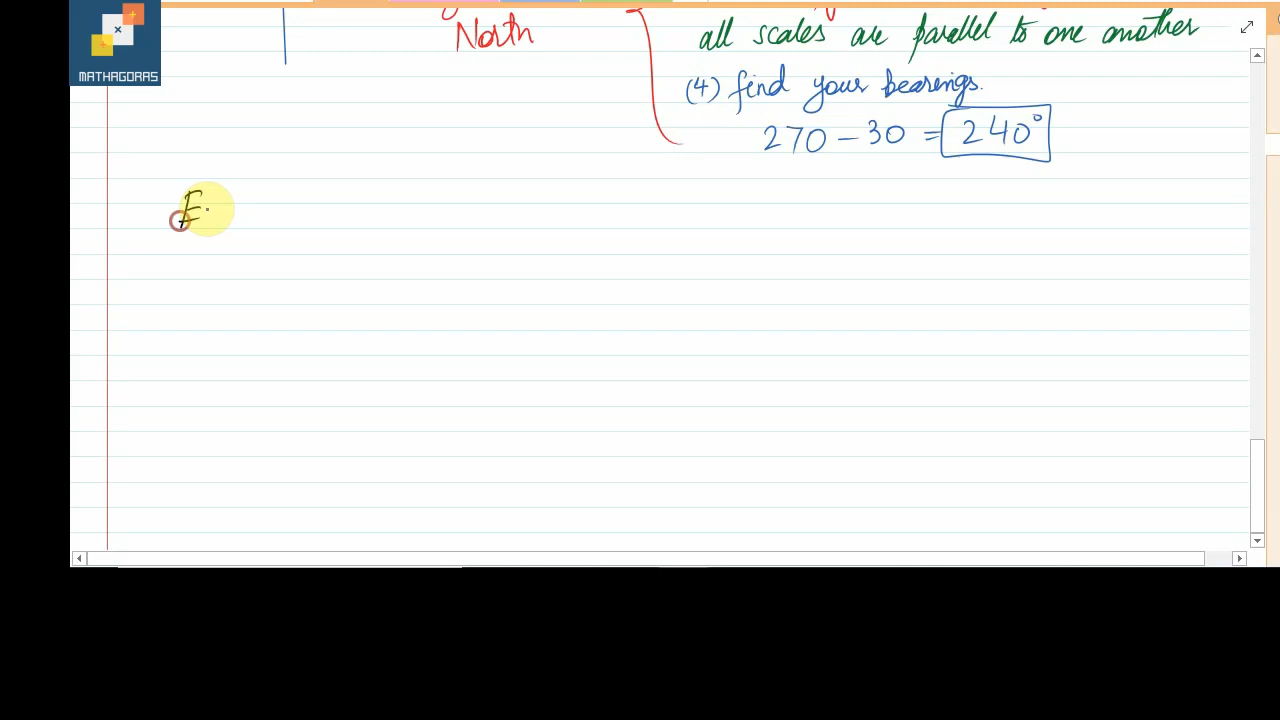 North
all scales are parallel to one another
(4) find your bearings.
270 - 30 = 240°
E
MATHAGORAS